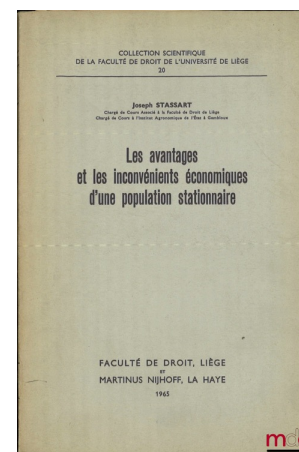 COLLECTION SCIENTIFIQUE
DE LA FACULTÉ DE DROIT DE L'UNIVERSITÉ DE LIÈGE
20
Joseph STASSART
Chargé de Cours Associé à la Faculté de Droit de Liège
Chargé de Cours à l'Institut Agronomique de l'État à Gembloux
Les avantages
et les inconvénients économiques
d'une population stationnaire
FACULTÉ DE DROIT, LIÈGE
ET
MARTINUS NIJHOFF, LA HAYE
1965